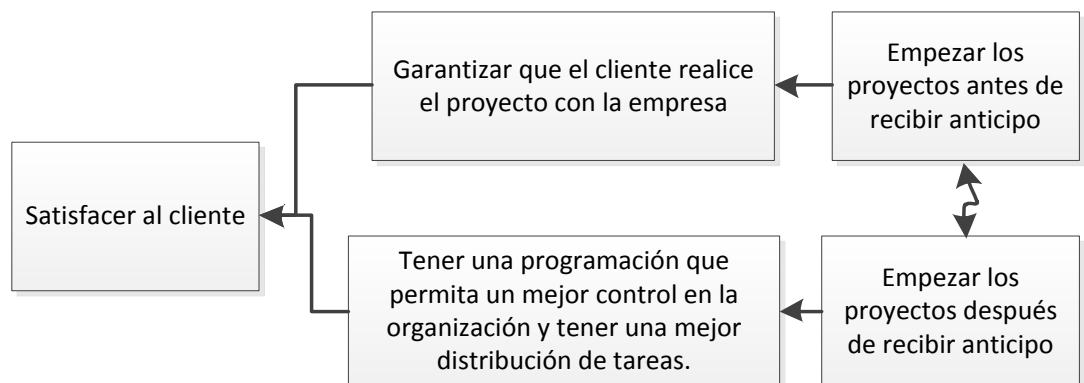 Garantizar que el cliente realice
el proyecto con la empresa
Empezar los
proyectos antes de
recibir anticipo
Satisfacer al cliente
Tener una programación que
permita un mejor control en la
organización y tener una mejor
distribución de tareas.
Empezar los
proyectos después
de recibir anticipo